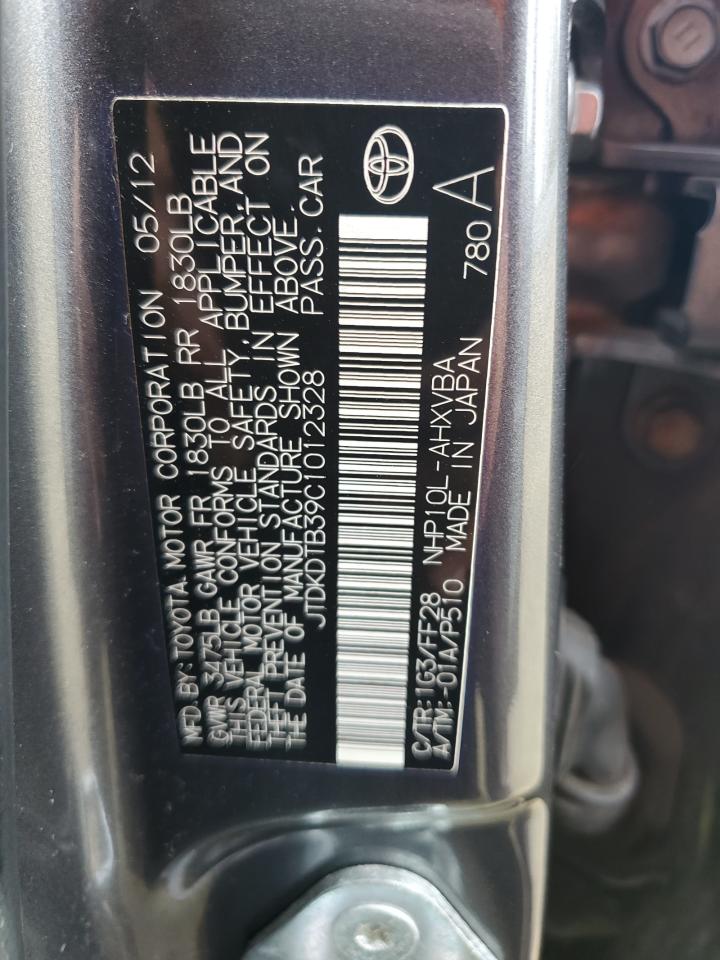 MFD. BY: TOYOTA MOTOR CORPORATION 05/12
GVWR 3475LB GAWR FR 1830LB RR 1830LB
THIS VEHICLE CONFORMS TO ALL APPLICABLE
FEDERAL MOTOR VEHICLE SAFETY, BUMPER, AND
THEFT PREVENTION STANDARDS IN EFFECT ON
THE DATE OF MANUFACTURE SHOWN ABOVE.
JTDKDTB39C1012328 PASS. CAR
C/TR: 1G3/FF28 NHP10L-AHXVBA
A/TM: -01A/P510 MADE IN JAPAN 780 A